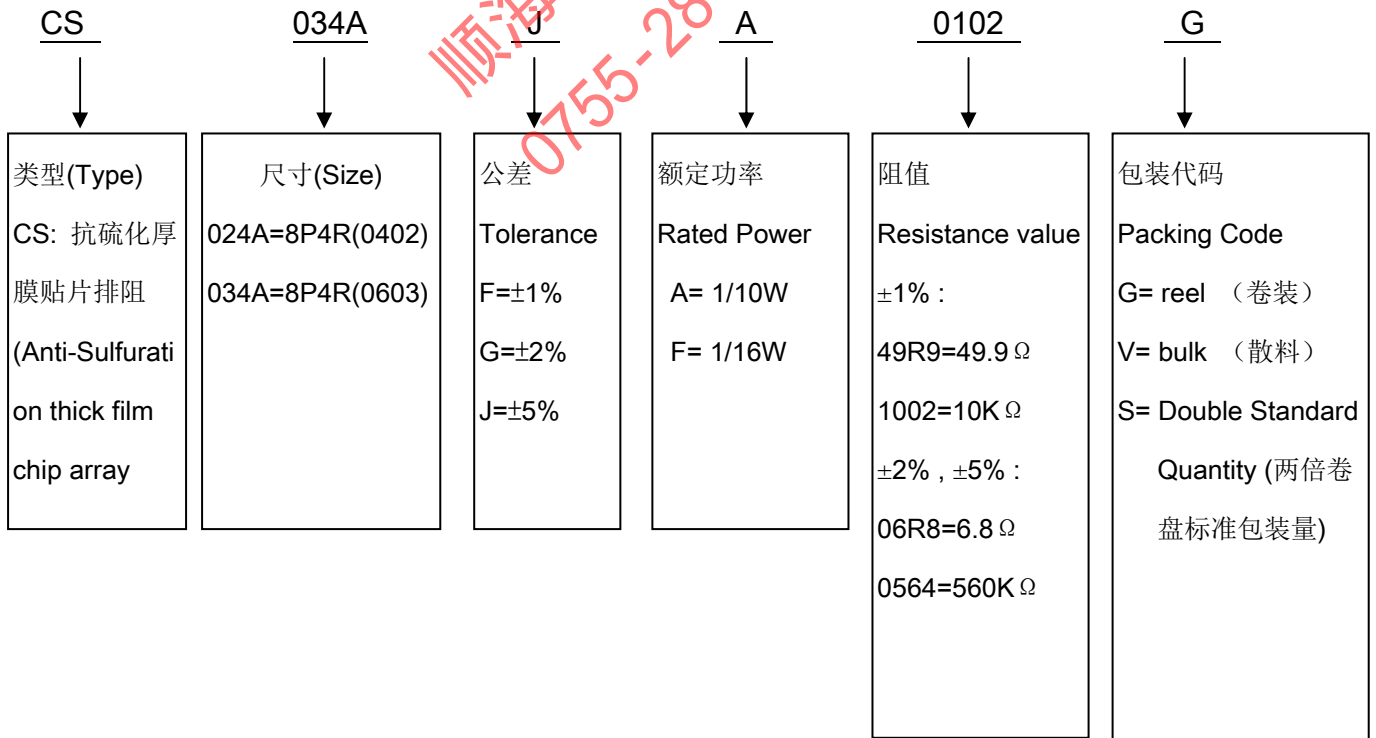 CS 034A J A 0102 G
顺海
0755-28
类型(Type)
CS: 抗硫化厚
膜贴片排阻
(Anti-Sulfurati
on thick film
chip array
尺寸(Size)
024A=8P4R(0402)
034A=8P4R(0603)
公差
Tolerance
F=±1%
G=±2%
J=±5%
额定功率
Rated Power
A= 1/10W
F= 1/16W
阻值
Resistance value
±1% :
49R9=49.9Ω
1002=10KΩ
±2% , ±5% :
06R8=6.8Ω
0564=560KΩ
包装代码
Packing Code
G= reel （卷装）
V= bulk （散料）
S= Double Standard
Quantity (两倍卷
盘标准包装量)